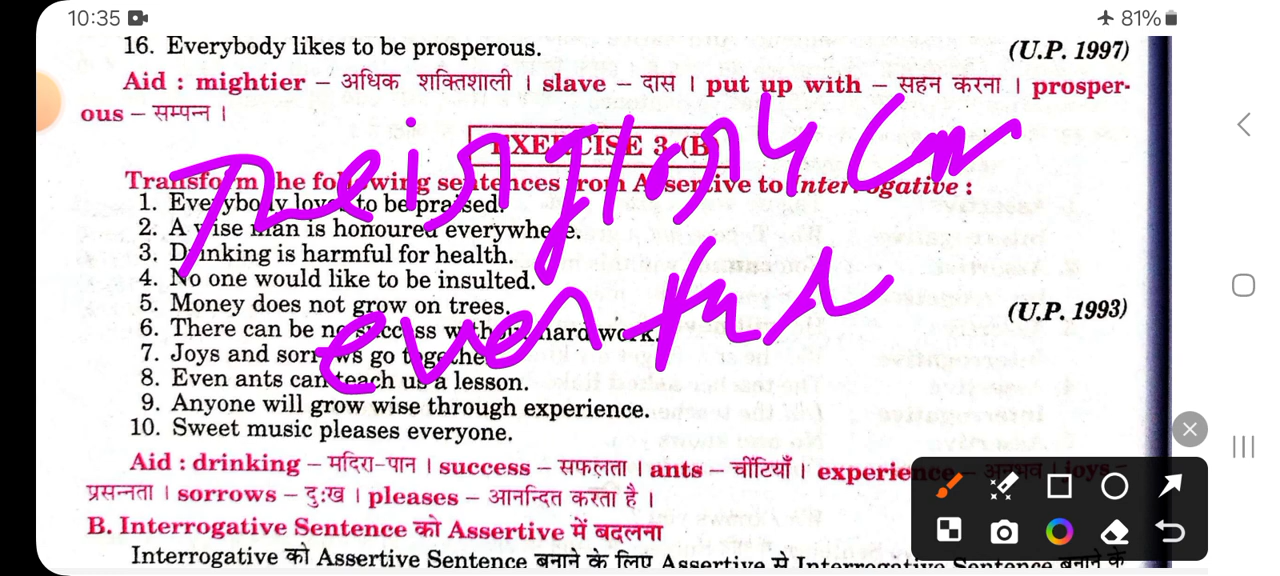 10:35 81%
16. Everybody likes to be prosperous. (U.P. 1997)
Aid : mightier – अधिक शक्तिशाली । slave – दास । put up with – सहन करना । prosper-
ous – सम्पन्न ।
EXERCISE 3 (B)
Transform the following sentences from Assertive to Interrogative :
1. Everybody loves to be praised.
2. A wise man is honoured everywhere.
3. Drinking is harmful for health.
4. No one would like to be insulted.
5. Money does not grow on trees. (U.P. 1993)
6. There can be no success without hard work.
7. Joys and sorrows go together.
8. Even ants can teach us a lesson.
9. Anyone will grow wise through experience.
10. Sweet music pleases everyone.
Aid : drinking – मदिरा-पान । success – सफलता । ants – चींटियाँ । experience – अनुभव । joys –
प्रसन्नता । sorrows – दुःख । pleases – आनन्दित करता है ।
B. Interrogative Sentence को Assertive में बदलना
Interrogative को Assertive Sentence बनाने के लिए Assertive से Interrogative Sentence बनाने के